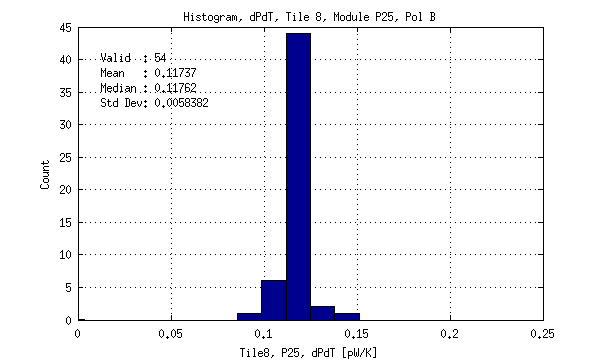 Histogram, dPdT, Tile 8, Module P25, Pol B
45
40
35
30
25
20
15
10
5
0
Valid : 54
Mean : 0.11737
Median : 0.11762
Std Dev: 0.0058382
Count
0 0.05 0.1 0.15 0.2 0.25
Tile8, P25, dPdT [pW/K]